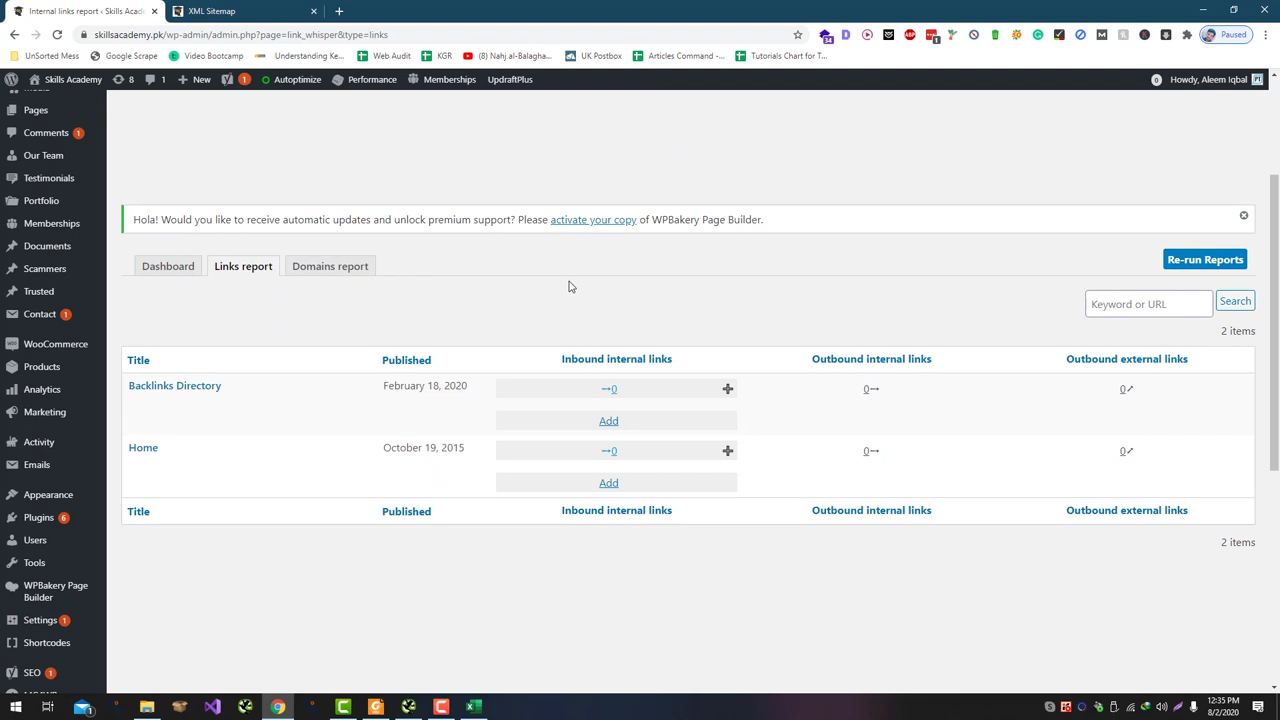 Internal links report ‹ Skills Acad
XML Sitemap
skillsacademy.pk/wp-admin/admin.php?page=link_whisper&type=links
Paused
UnSorted Mess
Google Scrape
Video Bootcamp
Understanding Ke...
Web Audit
KGR
(8) Nahj al-Balagha...
UK Postbox
Articles Command -...
Tutorials Chart for T...
Skills Academy
8
1
New
1
Autoptimize
Performance
Memberships
UpdraftPlus
0
Howdy, Aleem Iqbal
Pages
Comments 1
Our Team
Testimonials
Portfolio
Memberships
Documents
Scammers
Trusted
Contact 1
WooCommerce
Products
Analytics
Marketing
Activity
Emails
Appearance
Plugins 6
Users
Tools
WPBakery Page
Builder
Settings 1
Shortcodes
SEO 1
Hola! Would you like to receive automatic updates and unlock premium support? Please activate your copy of WPBakery Page Builder.
Dashboard
Links report
Domains report
Re-run Reports
Keyword or URL
Search
2 items
Title Published Inbound internal links Outbound internal links Outbound external links
Backlinks Directory February 18, 2020 →0 0→ 0
Add
Home October 19, 2015 →0 0→ 0
Add
Title Published Inbound internal links Outbound internal links Outbound external links
2 items
12:35 PM
8/2/2020